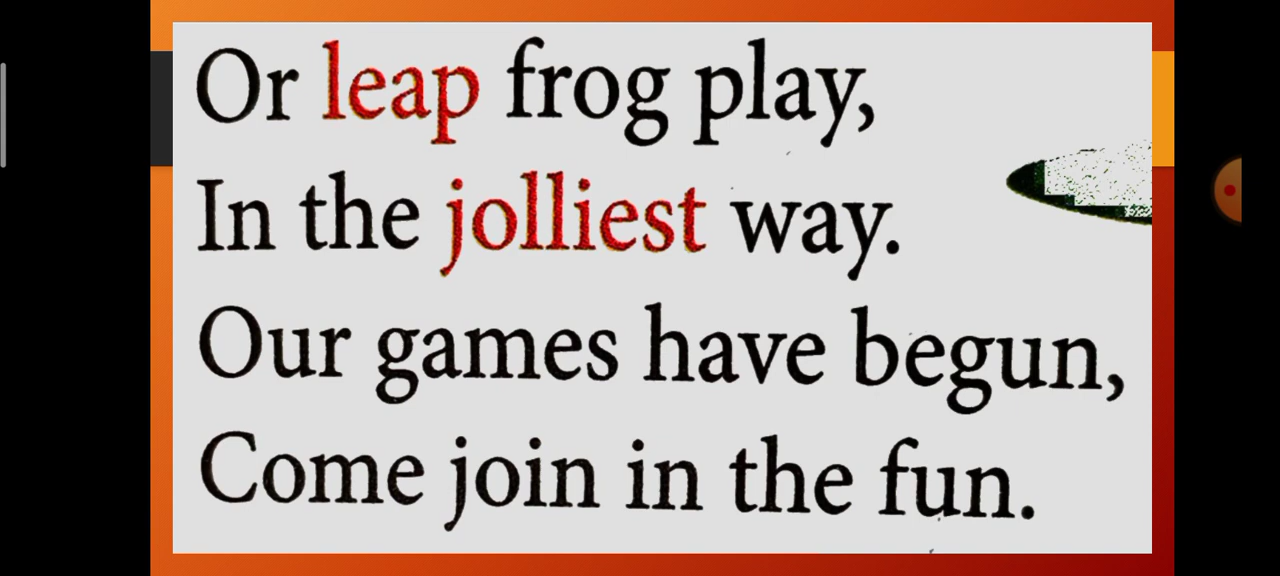 Or leap frog play,
In the jolliest way.
Our games have begun,
Come join in the fun.